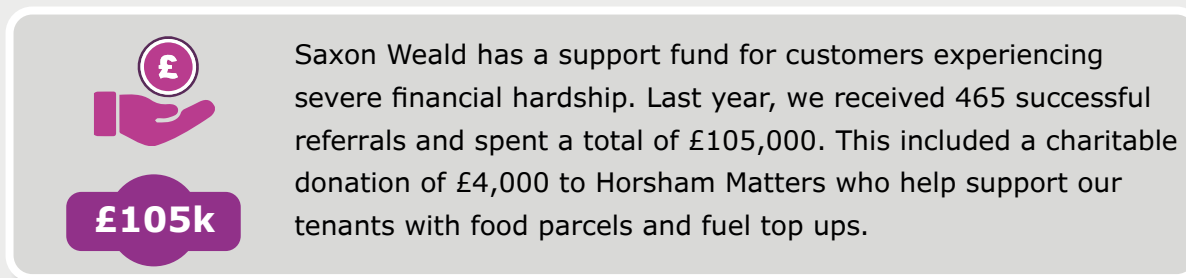 £
£105k
Saxon Weald has a support fund for customers experiencing
severe financial hardship. Last year, we received 465 successful
referrals and spent a total of £105,000. This included a charitable
donation of £4,000 to Horsham Matters who help support our
tenants with food parcels and fuel top ups.